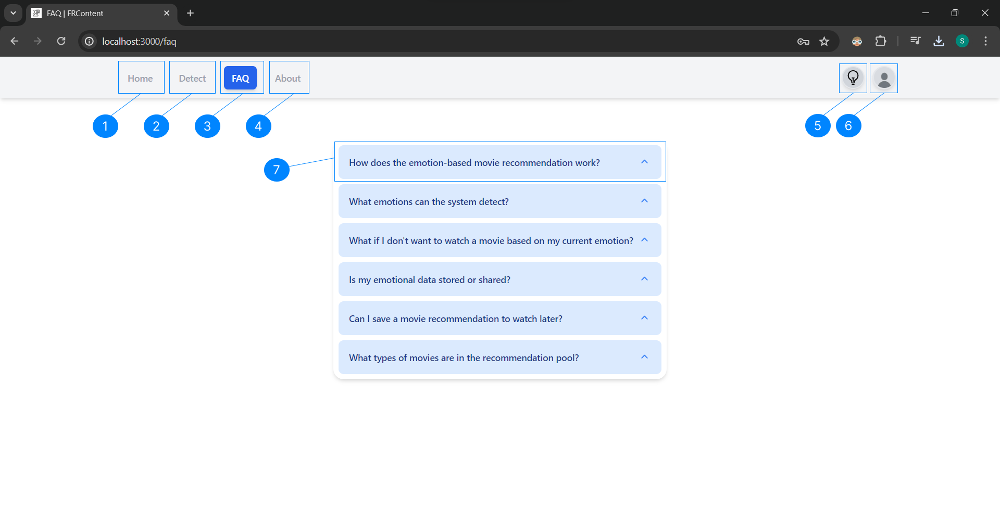 FAQ | FRContent
localhost:3000/faq
S
Home
Detect
FAQ
About
1
2
3
4
5
6
7
How does the emotion-based movie recommendation work?
What emotions can the system detect?
What if I don't want to watch a movie based on my current emotion?
Is my emotional data stored or shared?
Can I save a movie recommendation to watch later?
What types of movies are in the recommendation pool?